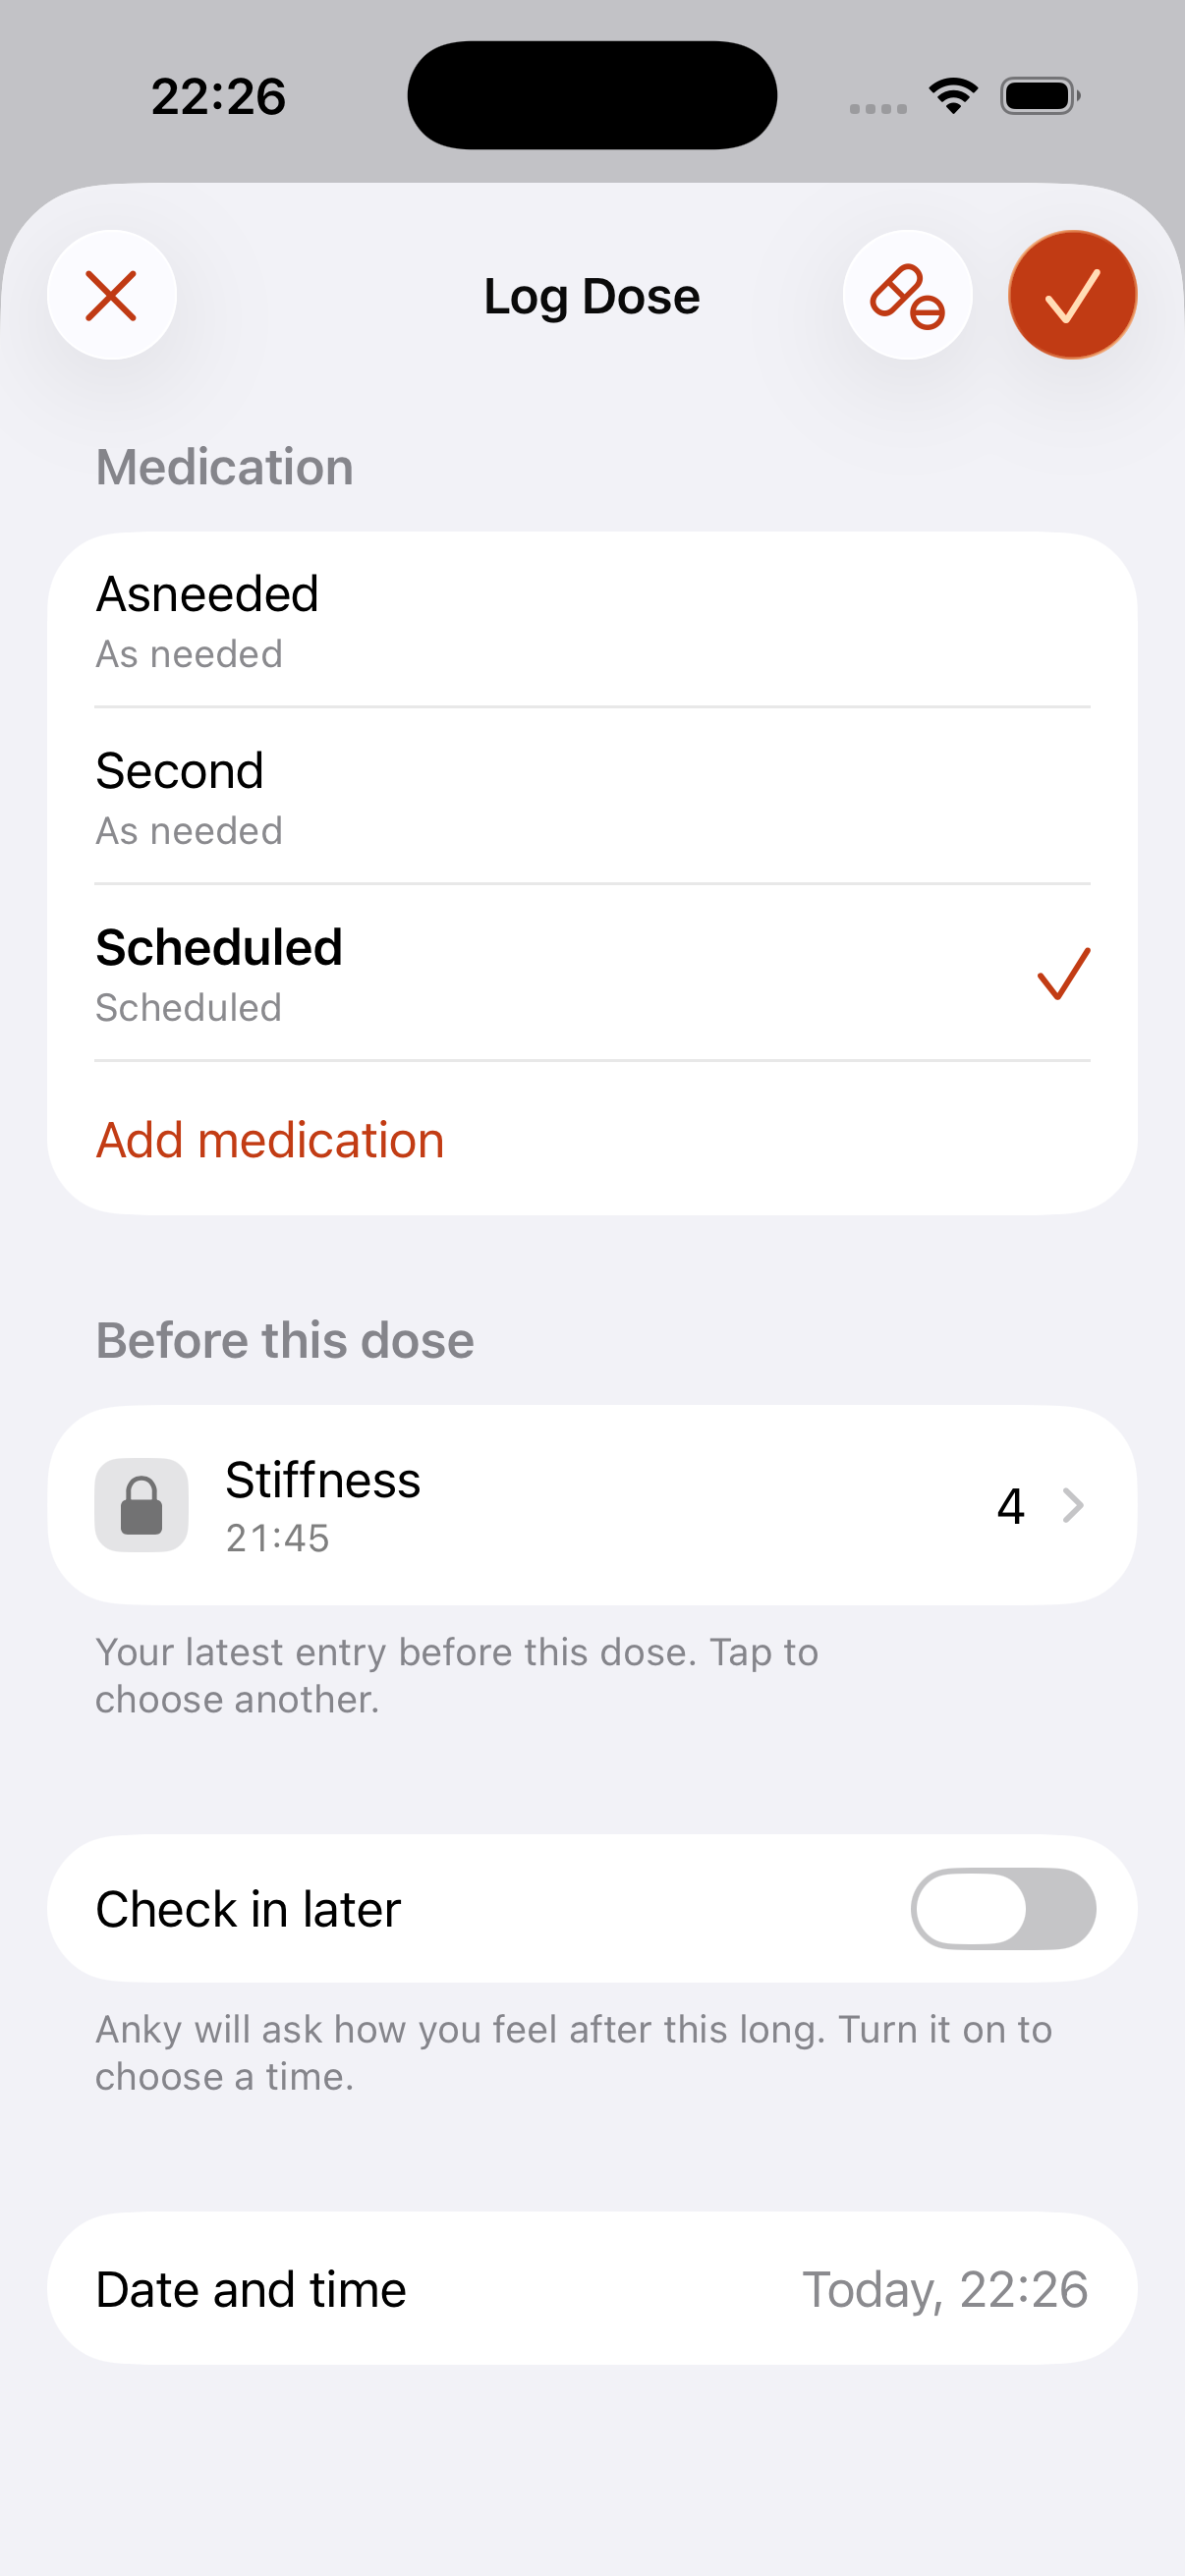 22:26
Log Dose
Medication
Asneeded
As needed
Second
As needed
Scheduled
Scheduled
Add medication
Before this dose
Stiffness
21:45
4
Your latest entry before this dose. Tap to
choose another.
Check in later
Anky will ask how you feel after this long. Turn it on to
choose a time.
Date and time
Today, 22:26